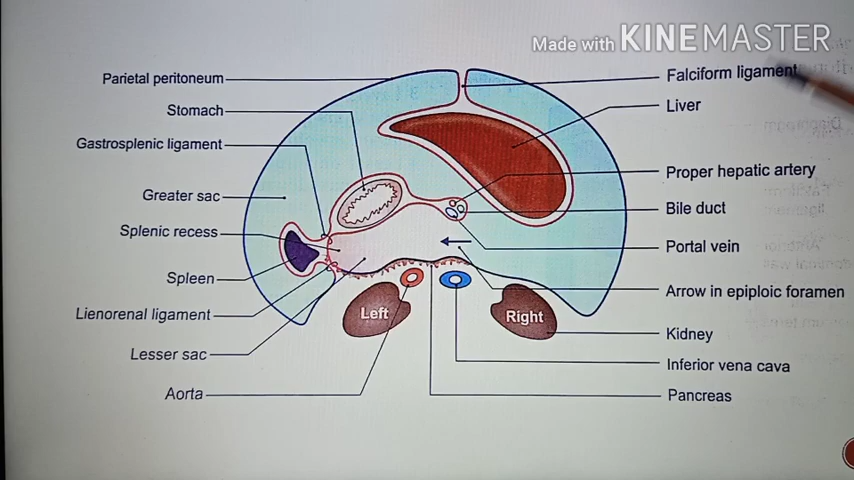 Made with KINEMASTER
Parietal peritoneum
Stomach
Gastrosplenic ligament
Greater sac
Splenic recess
Spleen
Lienorenal ligament
Lesser sac
Aorta
Falciform ligament
Liver
Proper hepatic artery
Bile duct
Portal vein
Arrow in epiploic foramen
Kidney
Inferior vena cava
Pancreas
Left
Right